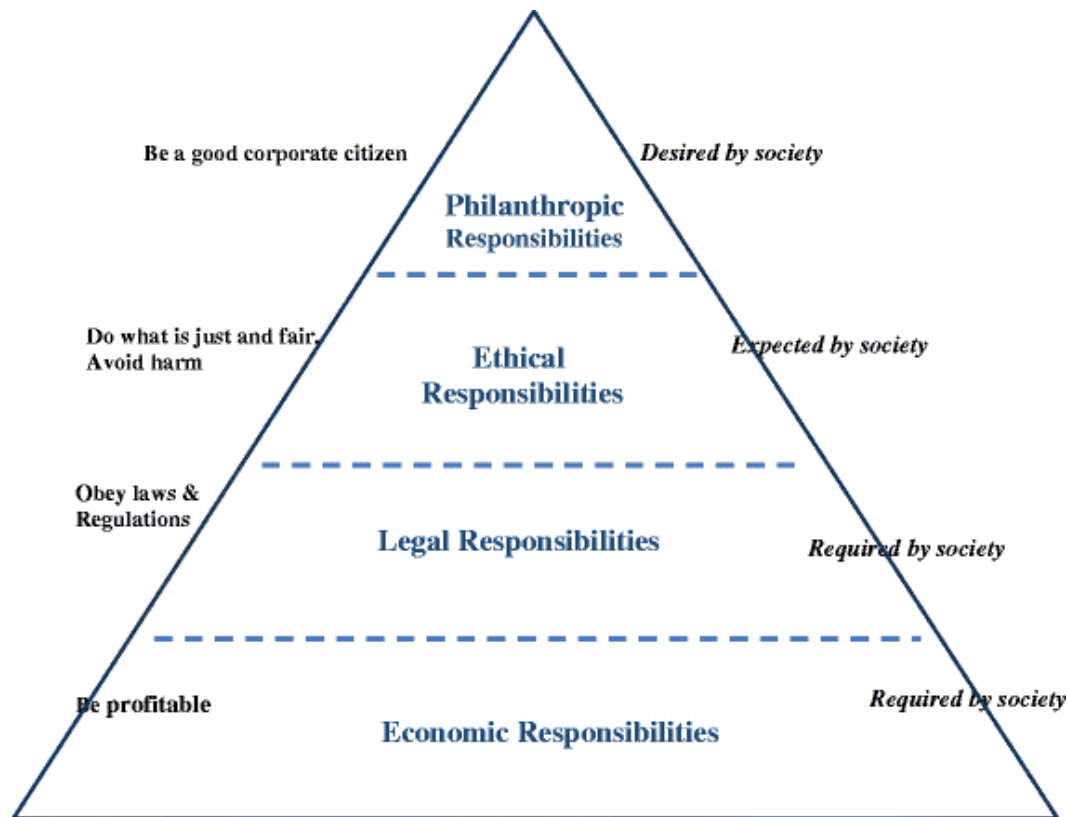 Be a good corporate citizen
Desired by society
Philanthropic
Responsibilities
Do what is just and fair,
Avoid harm
Expected by society
Ethical
Responsibilities
Obey laws &
Regulations
Legal Responsibilities
Required by society
Be profitable
Required by society
Economic Responsibilities